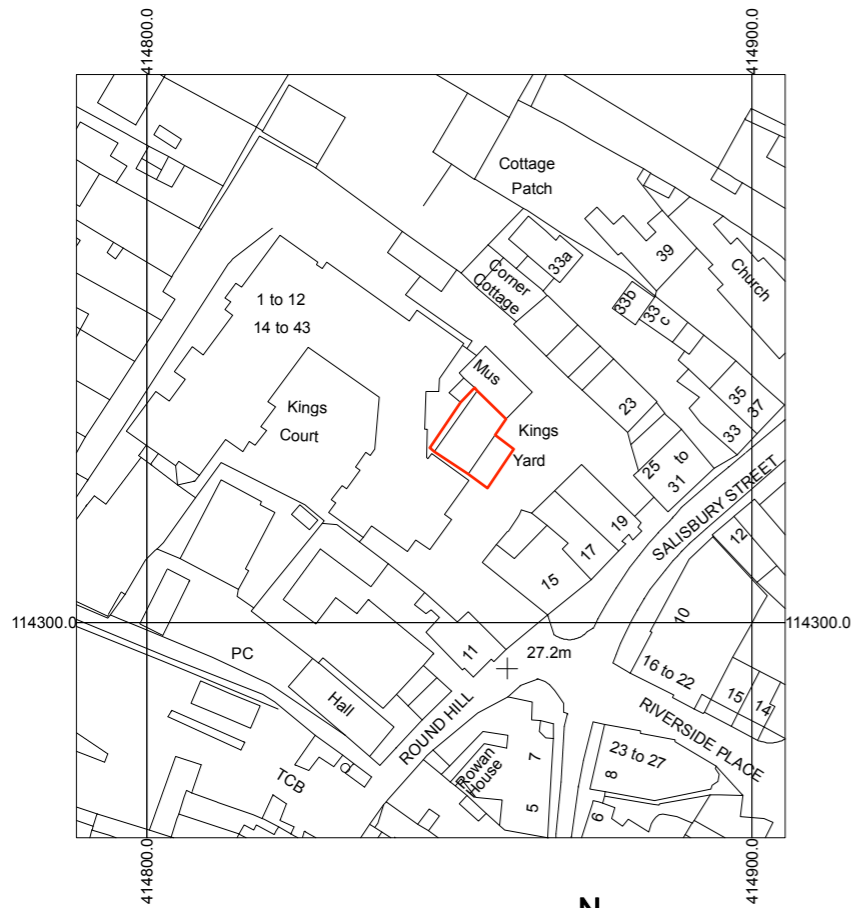 414800.0
414900.0
Cottage
Patch
39
33a
Church
Corner
Cottage
1 to 12
14 to 43
33b
33
c
Mus
35
37
23
Kings
Court
Kings
Yard
33
25 to
31
SALISBURY STREET
19
17
15
12
114300.0
114300.0
10
PC
11
27.2m
16 to 22
15
14
Hall
ROUND HILL
RIVERSIDE PLACE
23 to 27
Rowan
House
7
8
TCB
5
6
414800.0
414900.0
N